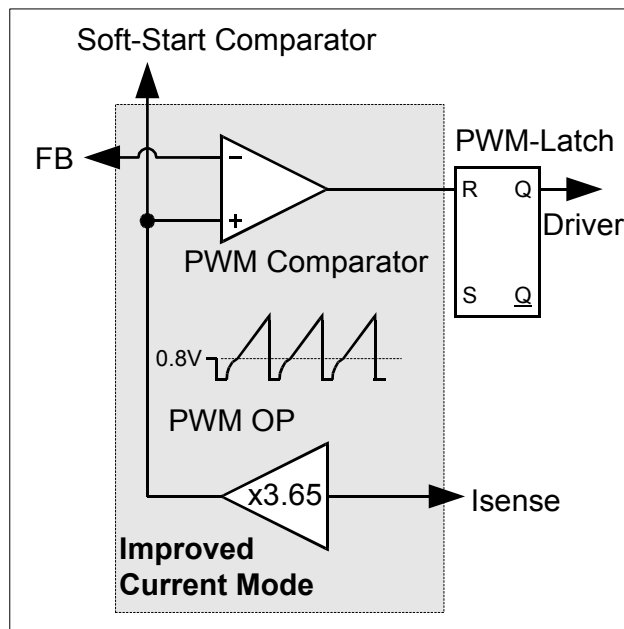 Soft-Start Comparator
FB
−
+
PWM Comparator
PWM-Latch
R Q
S Q
Driver
0.8V
PWM OP
x3.65
Isense
Improved
Current Mode